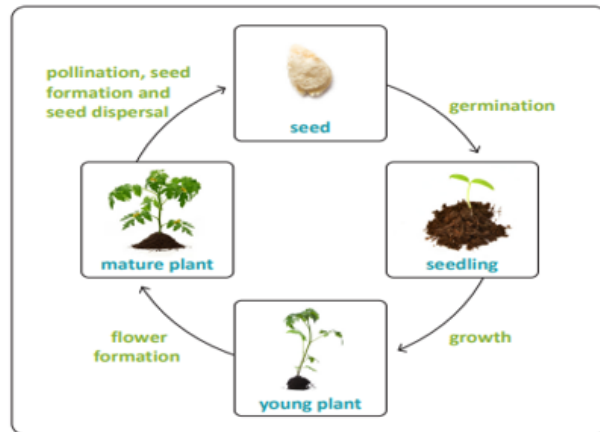 pollination, seed
formation and
seed dispersal
seed
germination
mature plant
seedling
flower
formation
growth
young plant